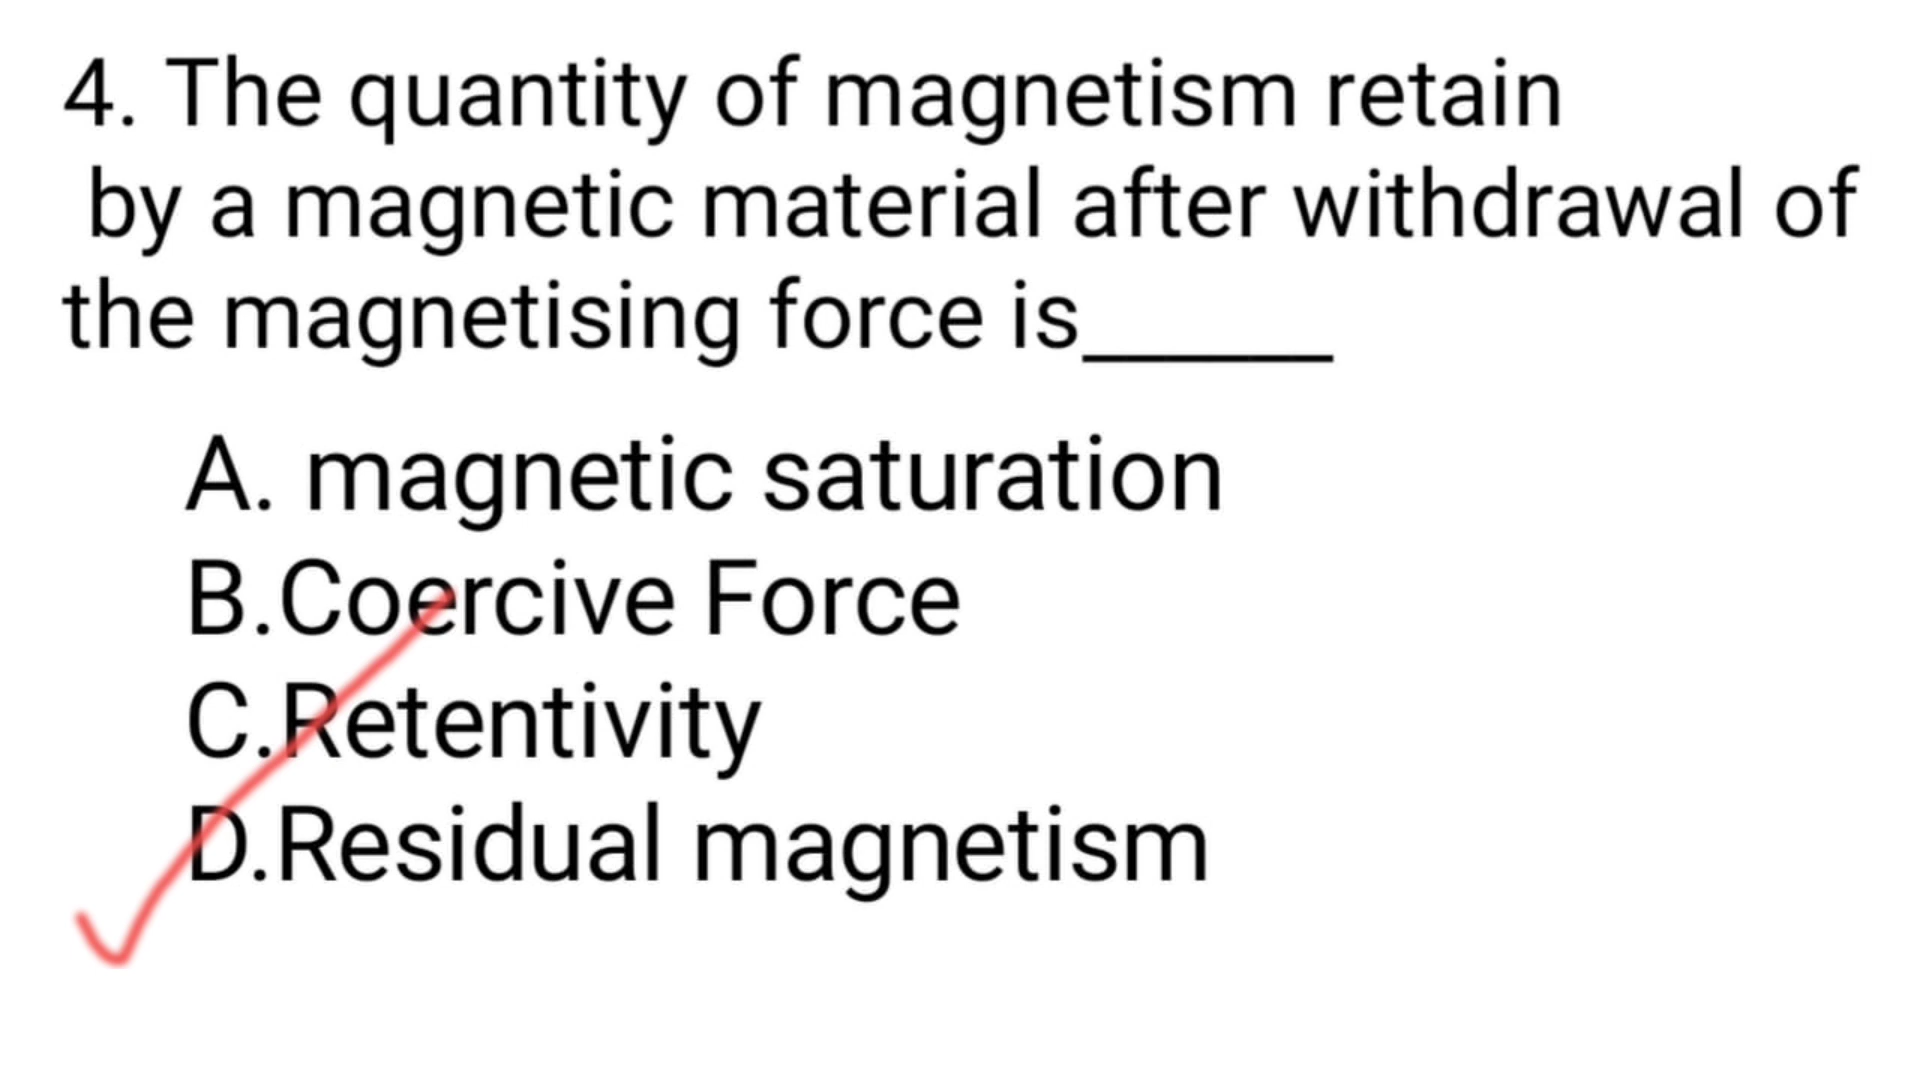 4. The quantity of magnetism retain
by a magnetic material after withdrawal of
the magnetising force is______
A. magnetic saturation
B.Coercive Force
C.Retentivity
D.Residual magnetism